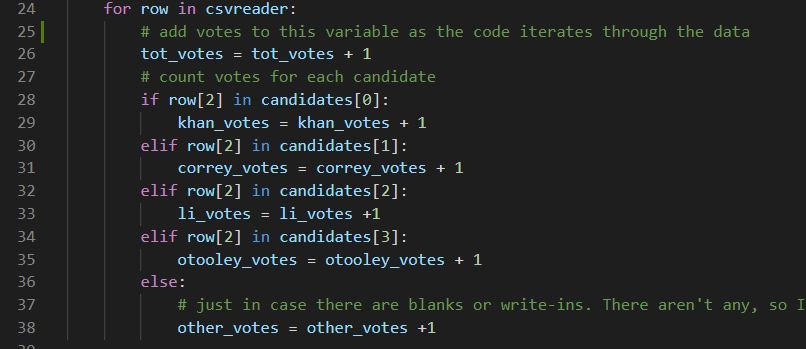 24 for row in csvreader:
25 # add votes to this variable as the code iterates through the data
26 tot_votes = tot_votes + 1
27 # count votes for each candidate
28 if row[2] in candidates[0]:
29 khan_votes = khan_votes + 1
30 elif row[2] in candidates[1]:
31 correy_votes = correy_votes + 1
32 elif row[2] in candidates[2]:
33 li_votes = li_votes +1
34 elif row[2] in candidates[3]:
35 otooley_votes = otooley_votes + 1
36 else:
37 # just in case there are blanks or write-ins. There aren't any, so I
38 other_votes = other_votes +1